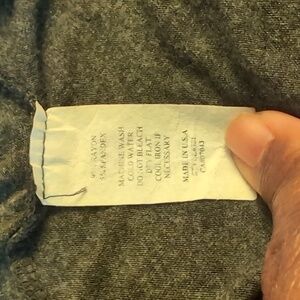 RAYON
SPANDEX
MACHINE WASH
COLD WATER
DO NOT BLEACH
DRY FLAT
COOL IRON IF
NECESSARY
MADE IN U.S.A